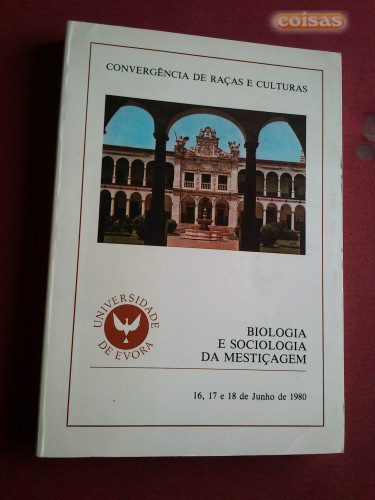 coisas
CONVERGÊNCIA DE RAÇAS E CULTURAS
UNIVERSIDADE
DE EVORA
BIOLOGIA
E SOCIOLOGIA
DA MESTIÇAGEM
16, 17 e 18 de Junho de 1980